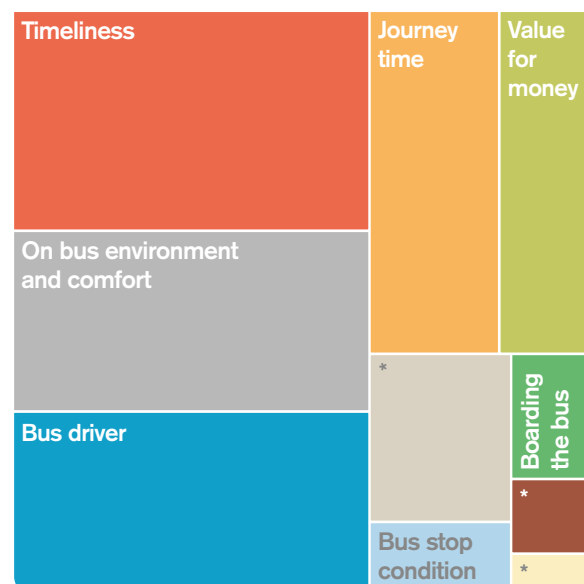 Timeliness
Journey
time
Value
for
money
On bus environment
and comfort
Bus driver
*
Boarding
the bus
*
Bus stop
condition
*